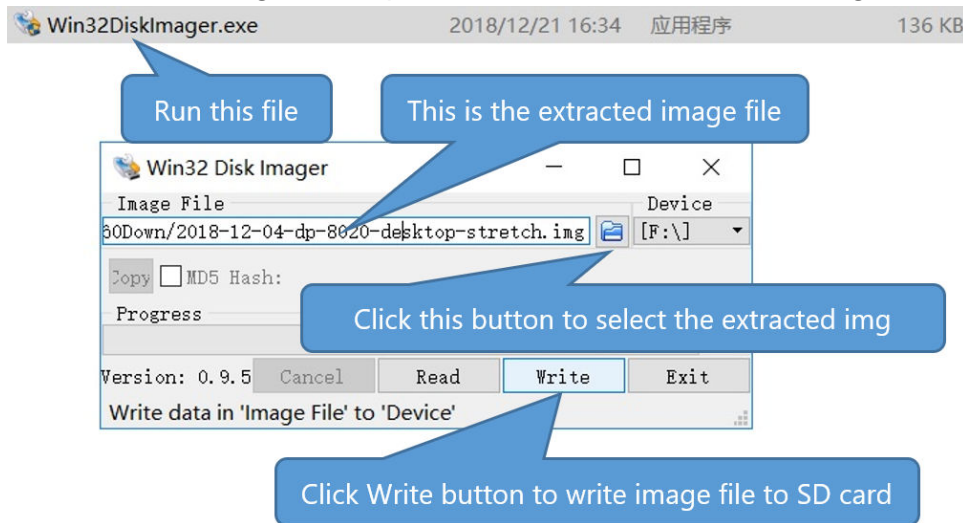 Win32DiskImager.exe 2018/12/21 16:34 应用程序 136 KB
Run this file
This is the extracted image file
Win32 Disk Imager
Image File Device
60Down/2018-12-04-dp-8020-desktop-stretch.img [F:\]
Copy MD5 Hash:
Click this button to select the extracted img
Progress
Version: 0.9.5 Cancel Read Write Exit
Write data in 'Image File' to 'Device'
Click Write button to write image file to SD card